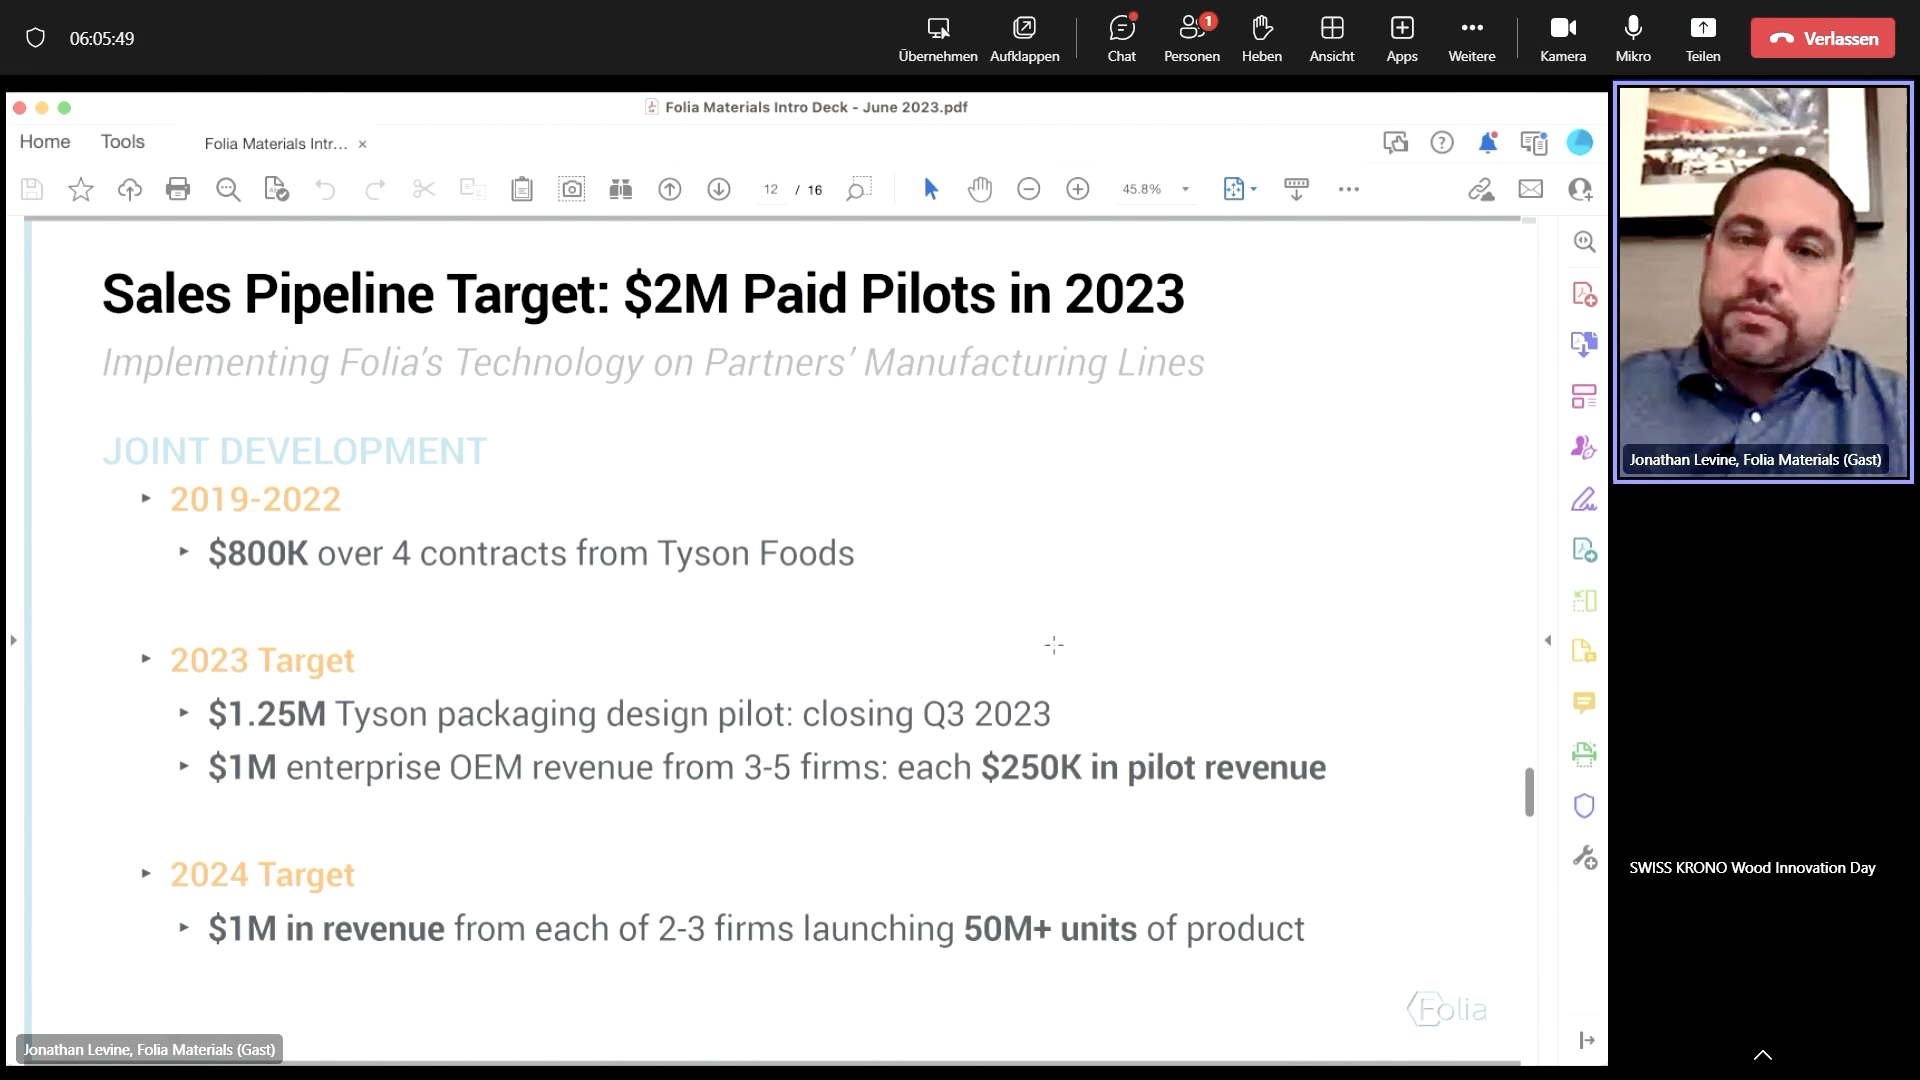 06:05:49
Übernehmen
Aufklappen
Chat
1
Personen
Heben
Ansicht
Apps
Weitere
Kamera
Mikro
Teilen
Verlassen
Folia Materials Intro Deck - June 2023.pdf
Home
Tools
Folia Materials Intr... ×
12 / 16
45.8%
Sales Pipeline Target: $2M Paid Pilots in 2023
Implementing Folia's Technology on Partners' Manufacturing Lines
JOINT DEVELOPMENT
2019-2022
$800K over 4 contracts from Tyson Foods
2023 Target
$1.25M Tyson packaging design pilot: closing Q3 2023
$1M enterprise OEM revenue from 3-5 firms: each $250K in pilot revenue
2024 Target
$1M in revenue from each of 2-3 firms launching 50M+ units of product
Folia
Jonathan Levine, Folia Materials (Gast)
Jonathan Levine, Folia Materials (Gast)
SWISS KRONO Wood Innovation Day